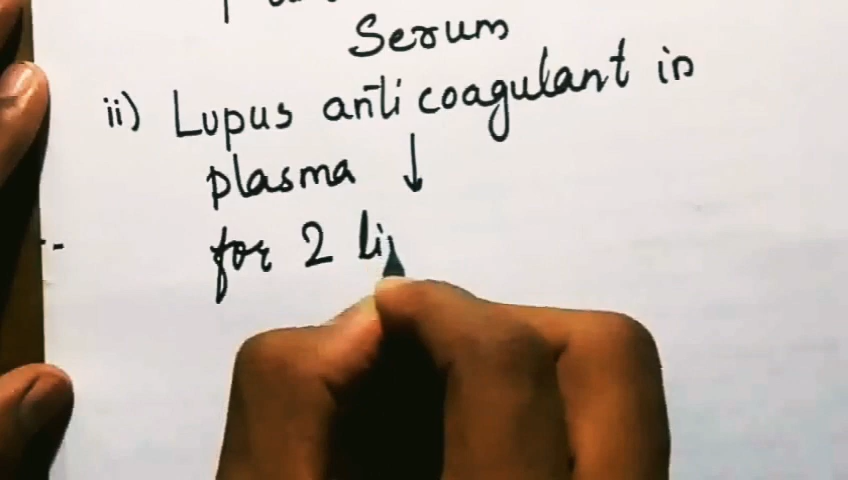 Serum
ii) Lupus anticoagulant in
plasma ↓
for 2